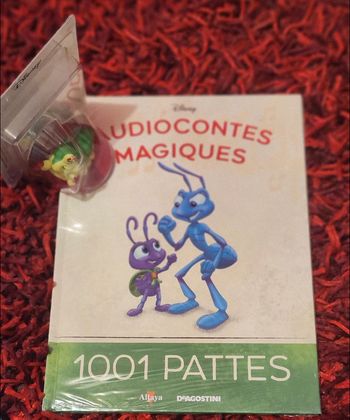 Disney
AUDIOCONTES
MAGIQUES
1001 PATTES
Altaya
DEAGOSTINI